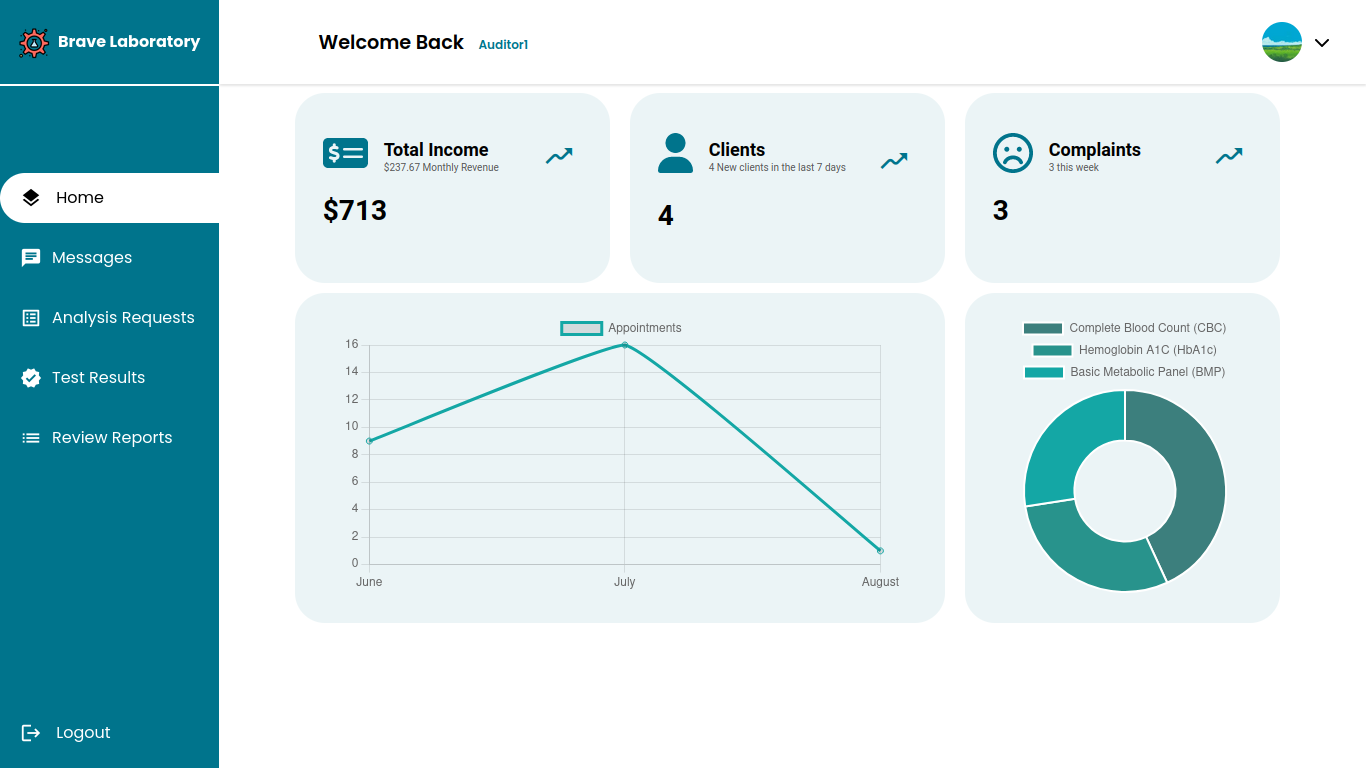 Brave Laboratory
Welcome Back Auditor1
Home
Messages
Analysis Requests
Test Results
Review Reports
Logout
Total Income
$237.67 Monthly Revenue
$713
Clients
4 New clients in the last 7 days
4
Complaints
3 this week
3
Appointments
16
14
12
10
8
6
4
2
0
June July August
Complete Blood Count (CBC)
Hemoglobin A1C (HbA1c)
Basic Metabolic Panel (BMP)